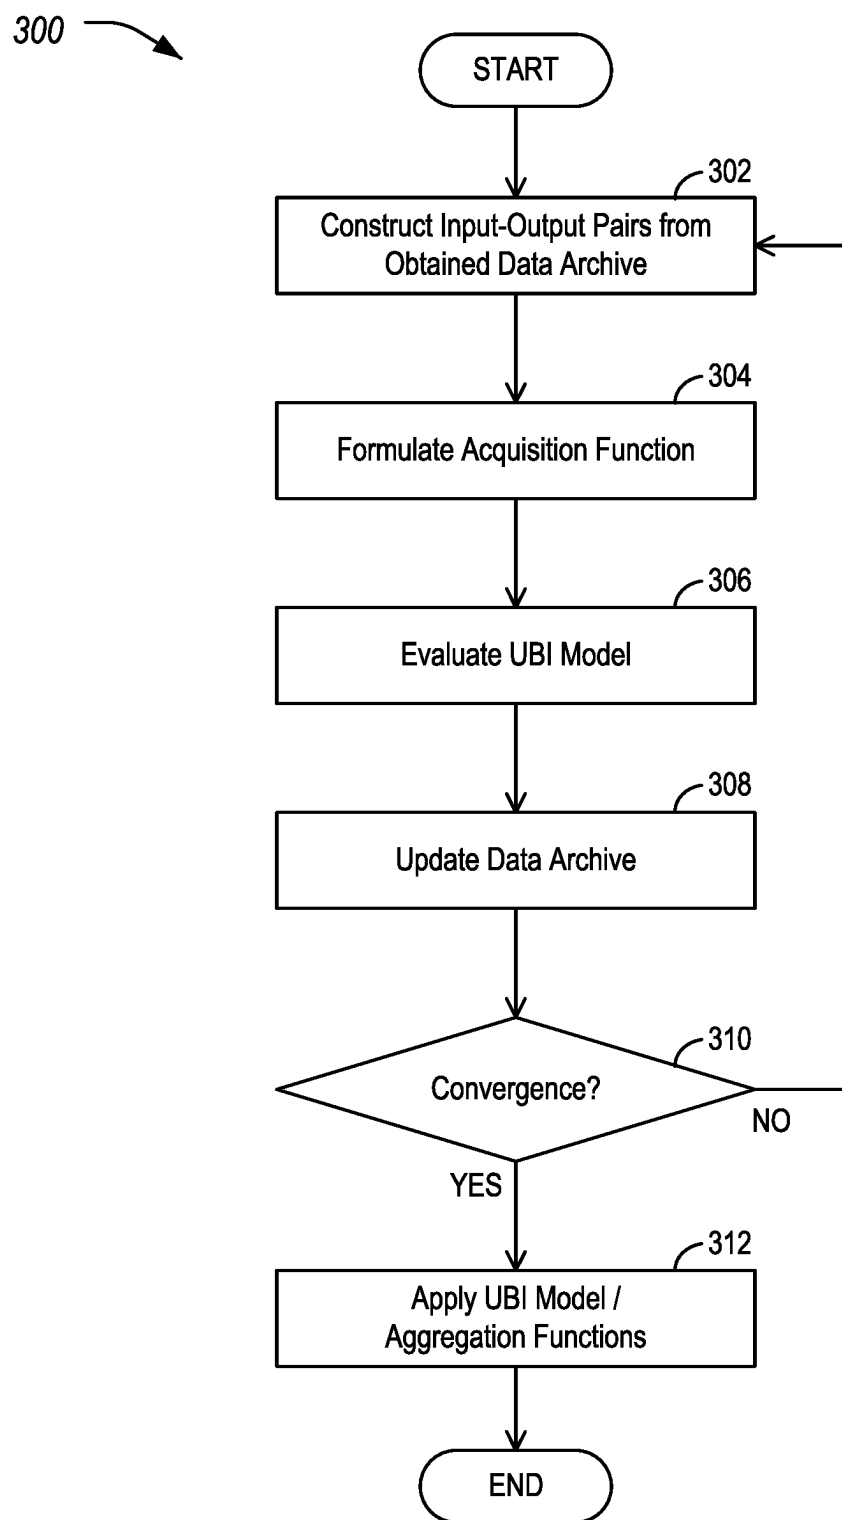 300
START
302
Construct Input-Output Pairs from
Obtained Data Archive
304
Formulate Acquisition Function
306
Evaluate UBI Model
308
Update Data Archive
310
Convergence?
NO
YES
312
Apply UBI Model /
Aggregation Functions
END